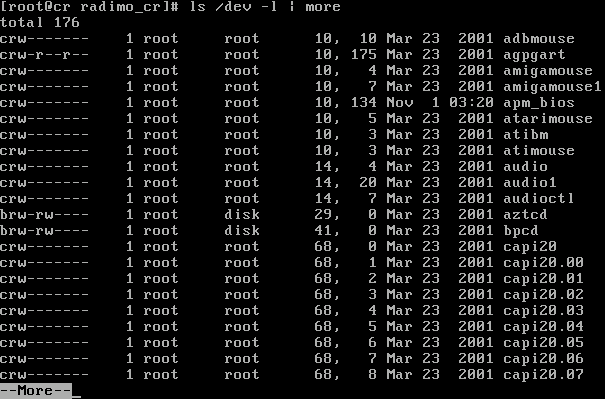 [root@cr radimo_cr]# ls /dev -l | more
total 176
crw-------    1 root     root      10,  10 Mar 23  2001 adbmouse
crw-r--r--    1 root     root      10, 175 Mar 23  2001 agpgart
crw-------    1 root     root      10,   4 Mar 23  2001 amigamouse
crw-------    1 root     root      10,   7 Mar 23  2001 amigamouse1
crw-------    1 root     root      10, 134 Nov  1 03:20 apm_bios
crw-------    1 root     root      10,   5 Mar 23  2001 atarimouse
crw-------    1 root     root      10,   3 Mar 23  2001 atibm
crw-------    1 root     root      10,   3 Mar 23  2001 atimouse
crw-------    1 root     root      14,   4 Mar 23  2001 audio
crw-------    1 root     root      14,  20 Mar 23  2001 audio1
crw-------    1 root     root      14,   7 Mar 23  2001 audioctl
brw-rw----    1 root     disk      29,   0 Mar 23  2001 aztcd
brw-rw----    1 root     disk      41,   0 Mar 23  2001 bpcd
crw-------    1 root     root      68,   0 Mar 23  2001 capi20
crw-------    1 root     root      68,   1 Mar 23  2001 capi20.00
crw-------    1 root     root      68,   2 Mar 23  2001 capi20.01
crw-------    1 root     root      68,   3 Mar 23  2001 capi20.02
crw-------    1 root     root      68,   4 Mar 23  2001 capi20.03
crw-------    1 root     root      68,   5 Mar 23  2001 capi20.04
crw-------    1 root     root      68,   6 Mar 23  2001 capi20.05
crw-------    1 root     root      68,   7 Mar 23  2001 capi20.06
crw-------    1 root     root      68,   8 Mar 23  2001 capi20.07
--More--